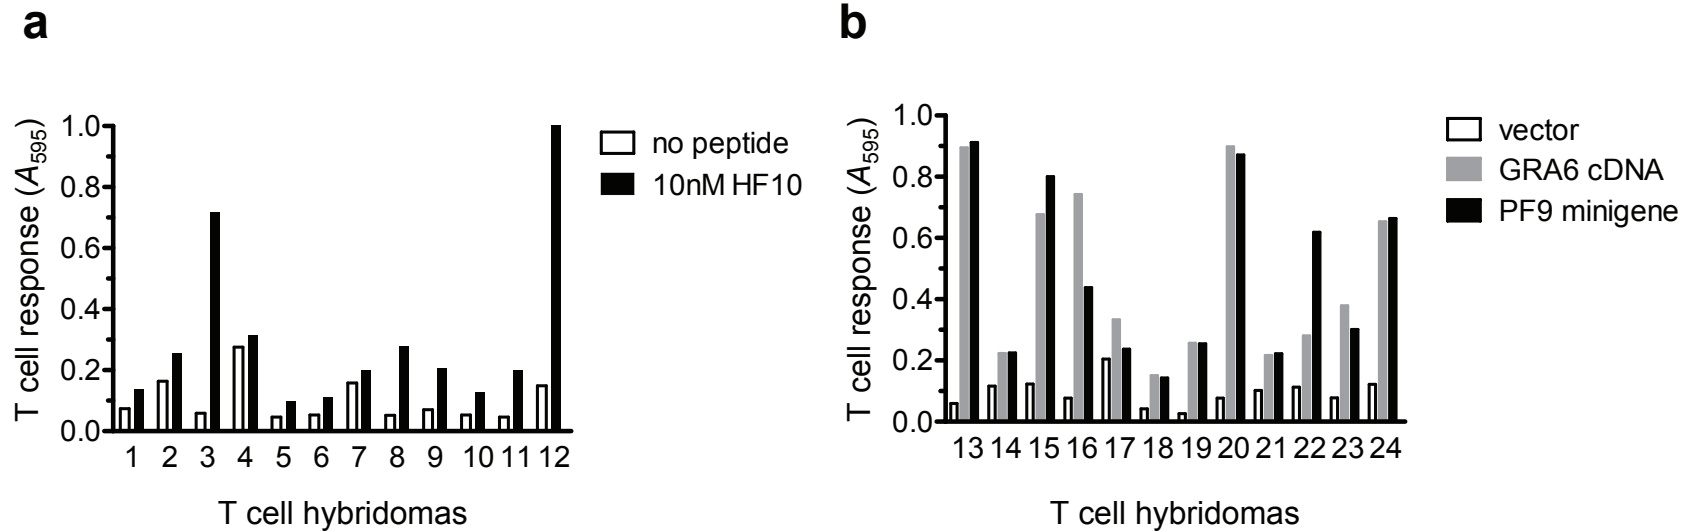 a
T cell response (A595)
1.0
0.8
0.6
0.4
0.2
0.0
1 2 3 4 5 6 7 8 9 10 11 12
T cell hybridomas
no peptide
10nM HF10
b
T cell response (A595)
1.0
0.8
0.6
0.4
0.2
0.0
13 14 15 16 17 18 19 20 21 22 23 24
T cell hybridomas
vector
GRA6 cDNA
PF9 minigene